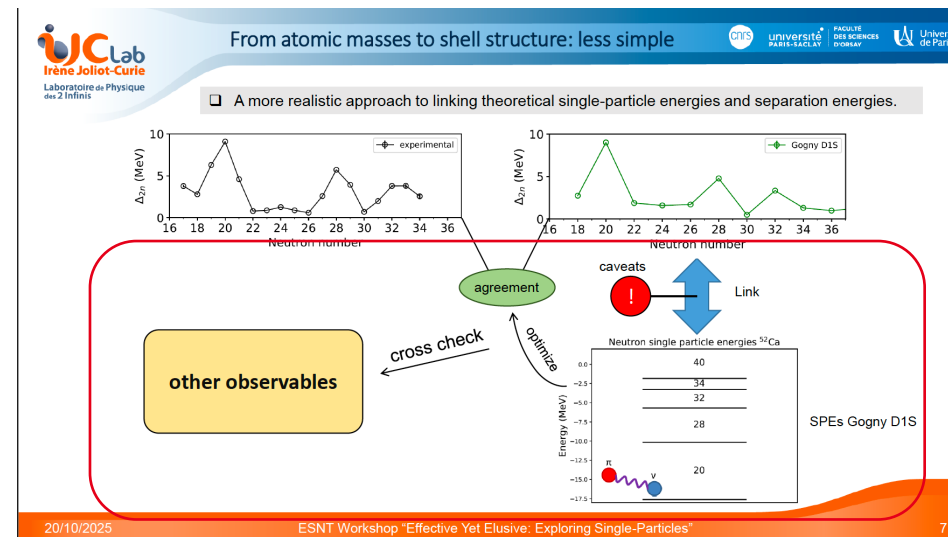 From atomic masses to shell structure: less simple
iJC Lab
Irène Joliot-Curie
Laboratoire de Physique
des 2 Infinis
cnrs
université
PARIS-SACLAY
FACULTÉ
DES SCIENCES
D'ORSAY
A more realistic approach to linking theoretical single-particle energies and separation energies.
Δ2n (MeV)
10
5
0
experimental
16 18 20 22 24 26 28 30 32 34 36
Neutron number
Δ2n (MeV)
10
5
0
Gogny D1S
16 18 20 22 24 26 28 30 32 34 36
Neutron number
agreement
caveats
!
Link
cross check
optimize
other observables
Neutron single particle energies 52Ca
Energy (MeV)
0.0
−2.5
−5.0
−7.5
−10.0
−12.5
−15.0
−17.5
40
34
32
28
20
π
ν
SPEs Gogny D1S
20/10/2025
ESNT Workshop “Effective Yet Elusive: Exploring Single-Particles”
7